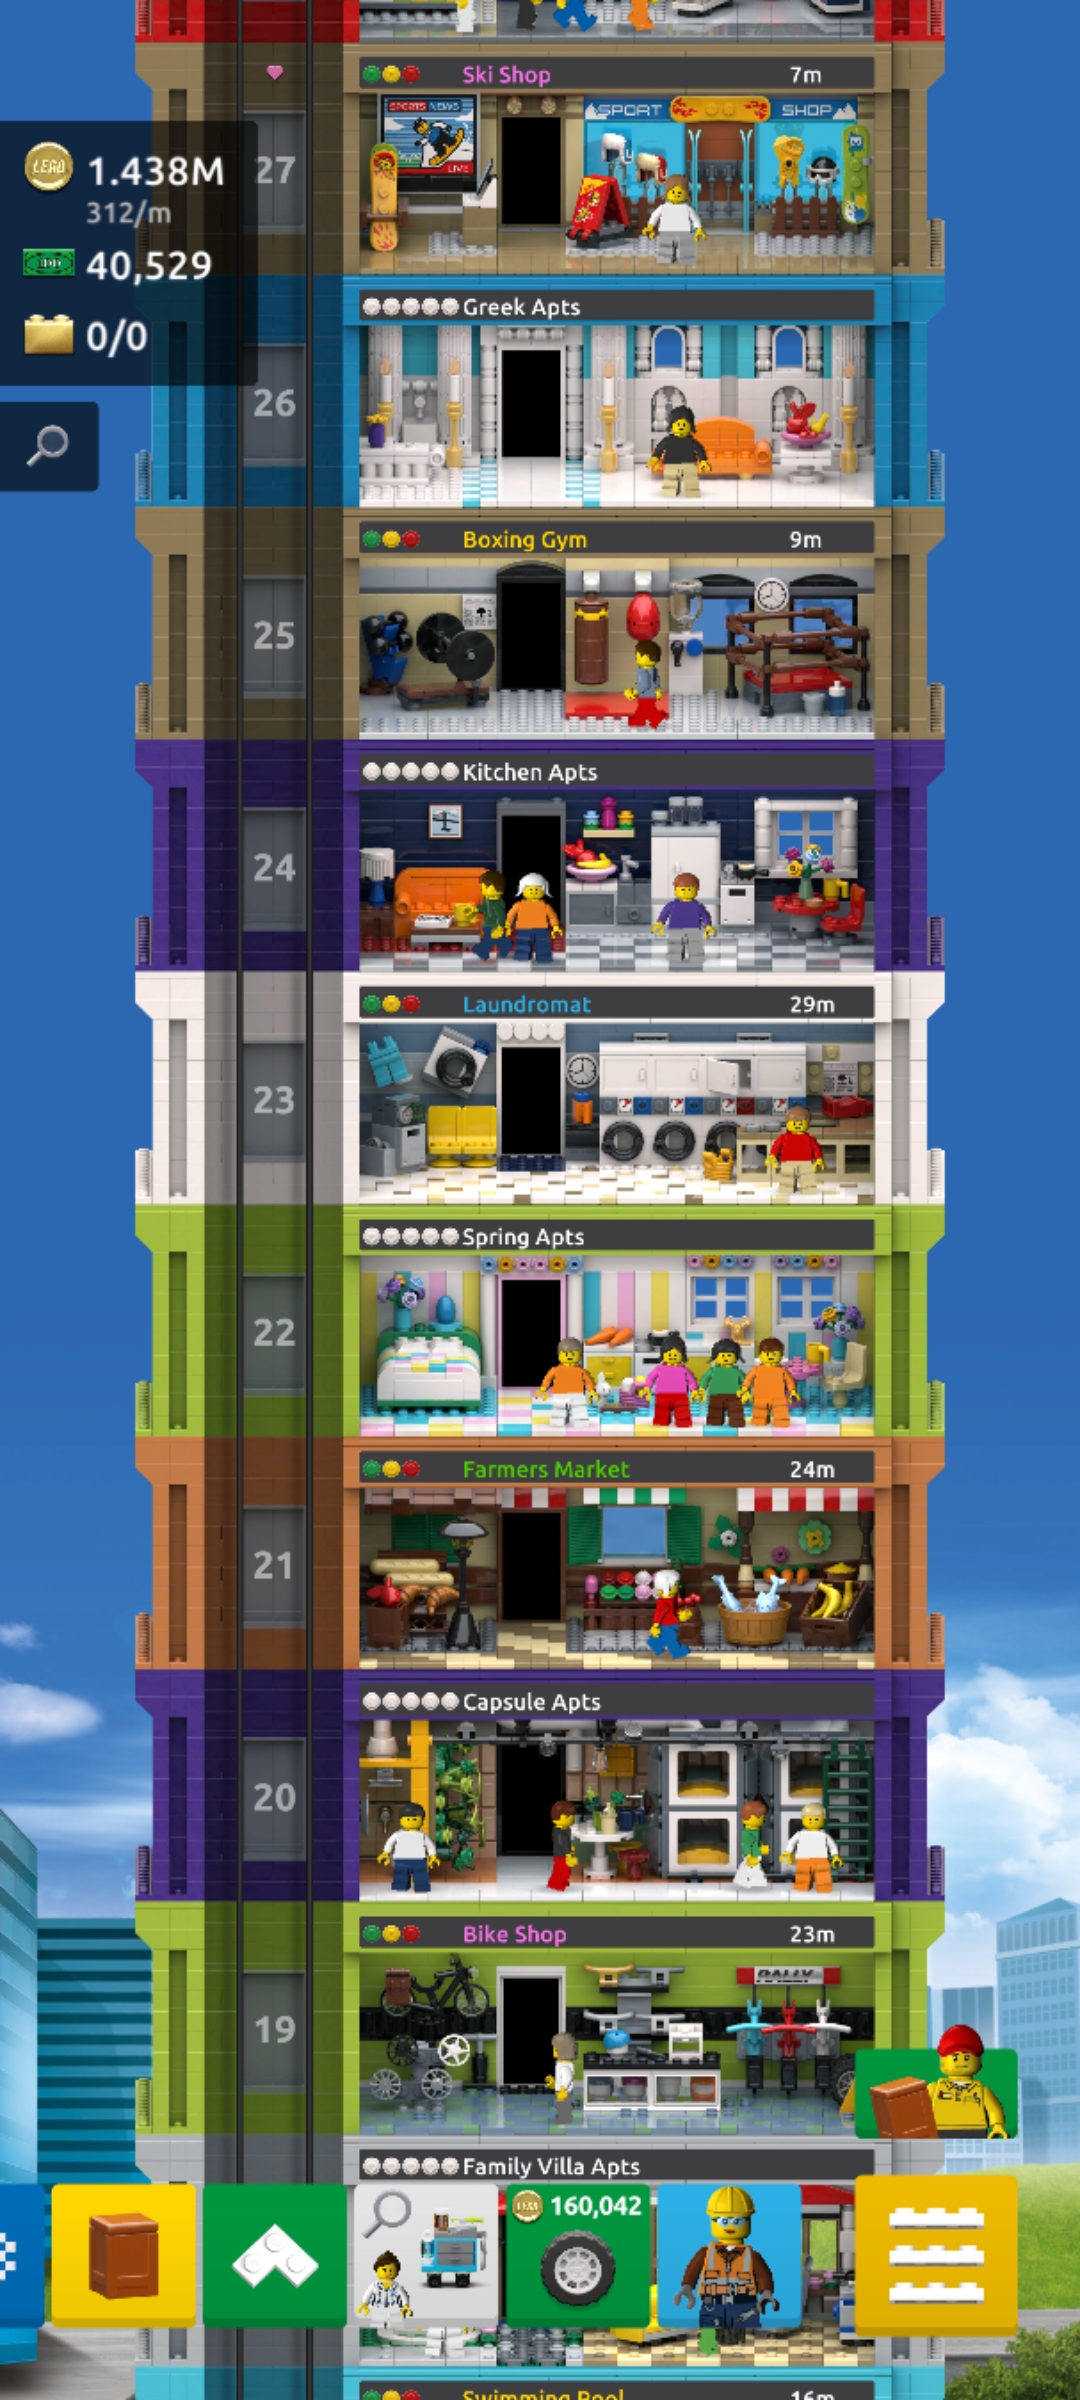 Ski Shop 7m
SPORTS NEWS
LIVE
SPORT SHOP
27
LEGO 1.438M
312/m
40,529
0/0
Greek Apts
26
Boxing Gym 9m
25
Kitchen Apts
24
Laundromat 29m
23
Spring Apts
22
Farmers Market 24m
21
Capsule Apts
20
Bike Shop 23m
RALLY
19
Family Villa Apts
160,042
Swimming Pool 16m